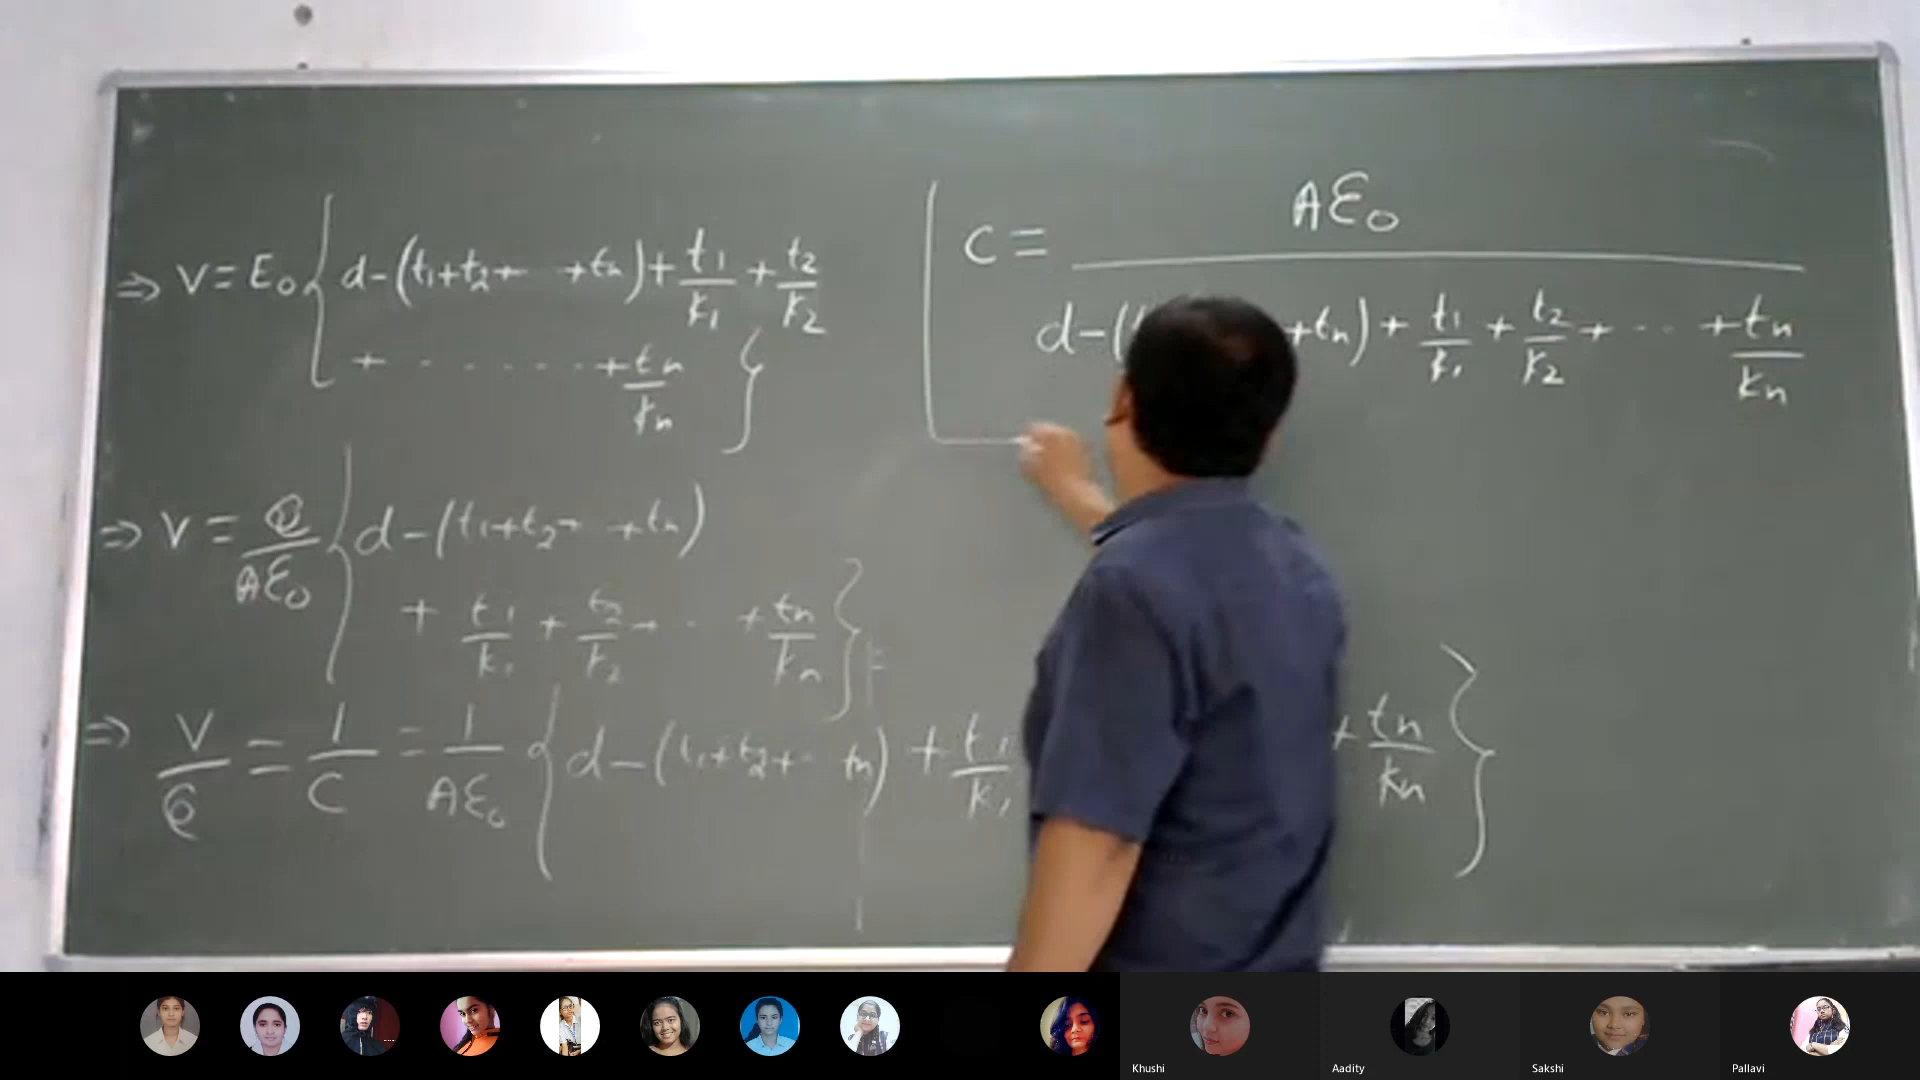 ⇒ V = E₀ { d-(t₁+t₂+ +tₙ)+ t₁/k₁ + t₂/k₂
+ . . . . . . + tₙ/kₙ }
⇒ V = Q/Aε₀ { d-(t₁+t₂+ +tₙ)
+ t₁/k₁ + t₂/k₂ + . + tₙ/kₙ }
⇒ V/Q = 1/C = 1/Aε₀ { d-(t₁+t₂+ tₙ) + t₁/k₁ + tₙ/kₙ }
C = Aε₀ / d-(t +tₙ) + t₁/k₁ + t₂/k₂ + ... + tₙ/kₙ
Khushi
Aadity
Sakshi
Pallavi